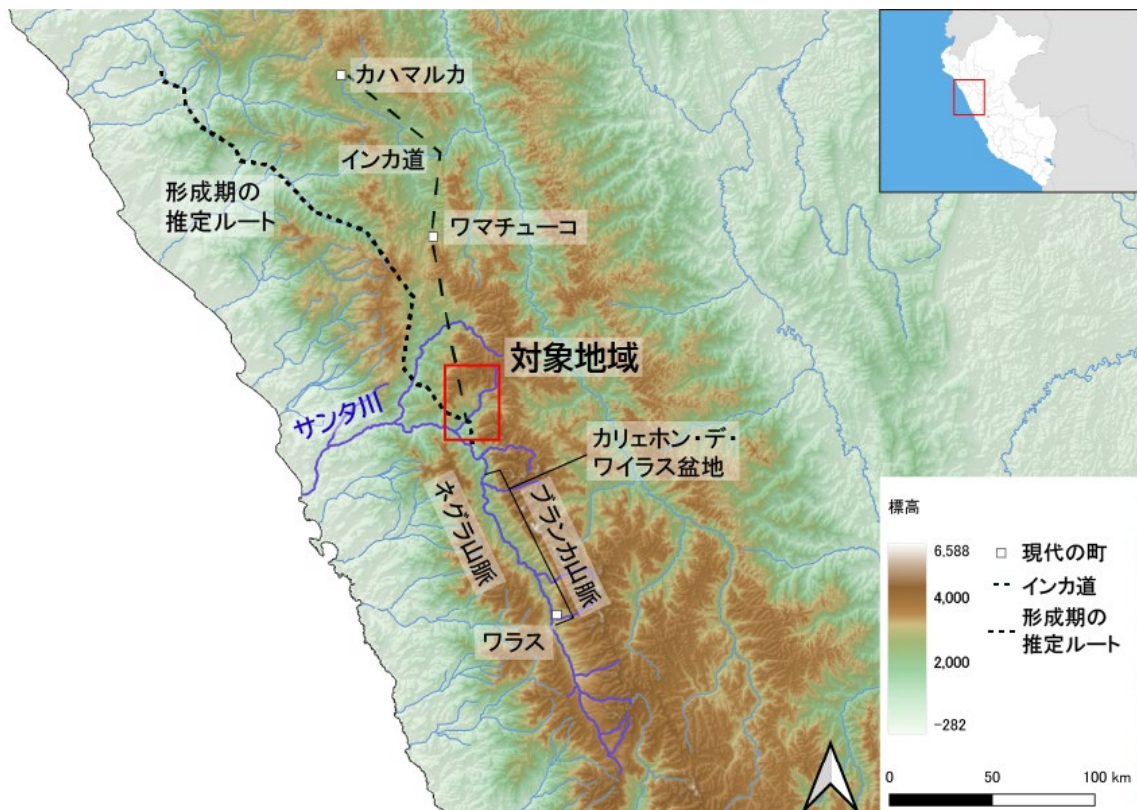 カハマルカ
インカ道
形成期の
推定ルート
ワマチューコ
対象地域
サンタ川
カリェホン・デ・
ワイラス盆地
ネグラ山脈
ブランカ山脈
ワラス
標高
6,588
4,000
2,000
-282
現代の町
インカ道
形成期の
推定ルート
0 50 100 km